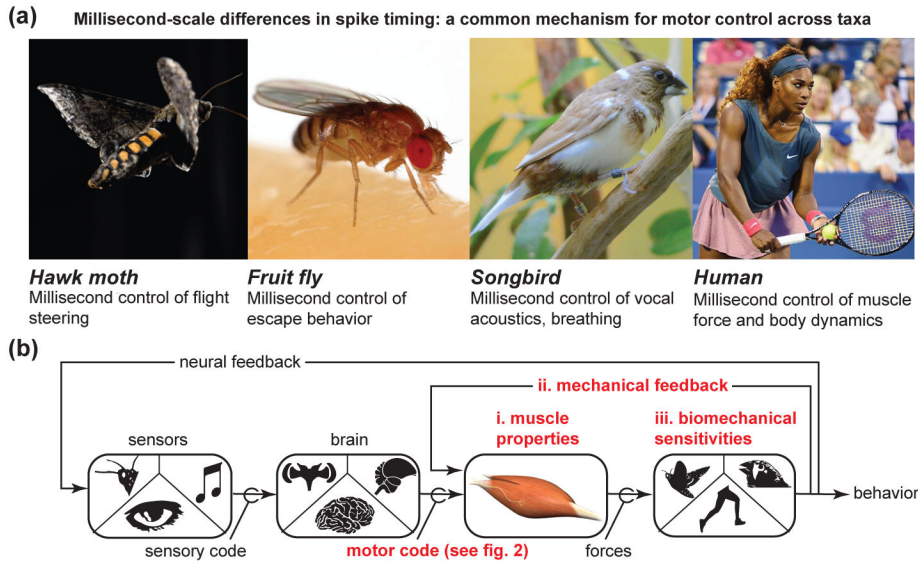 (a) Millisecond-scale differences in spike timing: a common mechanism for motor control across taxa
Hawk moth
Millisecond control of flight
steering
Fruit fly
Millisecond control of
escape behavior
Songbird
Millisecond control of vocal
acoustics, breathing
Human
Millisecond control of muscle
force and body dynamics
(b)
neural feedback
ii. mechanical feedback
sensors
brain
i. muscle
properties
iii. biomechanical
sensitivities
behavior
sensory code
motor code (see fig. 2)
forces